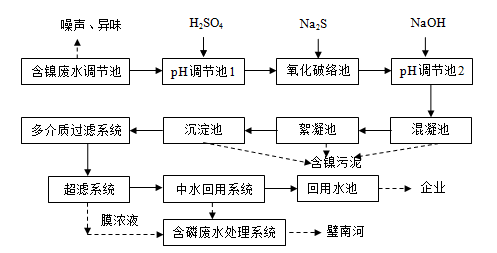 噪声、异味
H₂SO₄
Na₂S
NaOH
含镍废水调节池
pH调节池1
氧化破络池
pH调节池2
多介质过滤系统
沉淀池
絮凝池
混凝池
含镍污泥
超滤系统
中水回用系统
回用水池
企业
膜浓液
含磷废水处理系统
璧南河